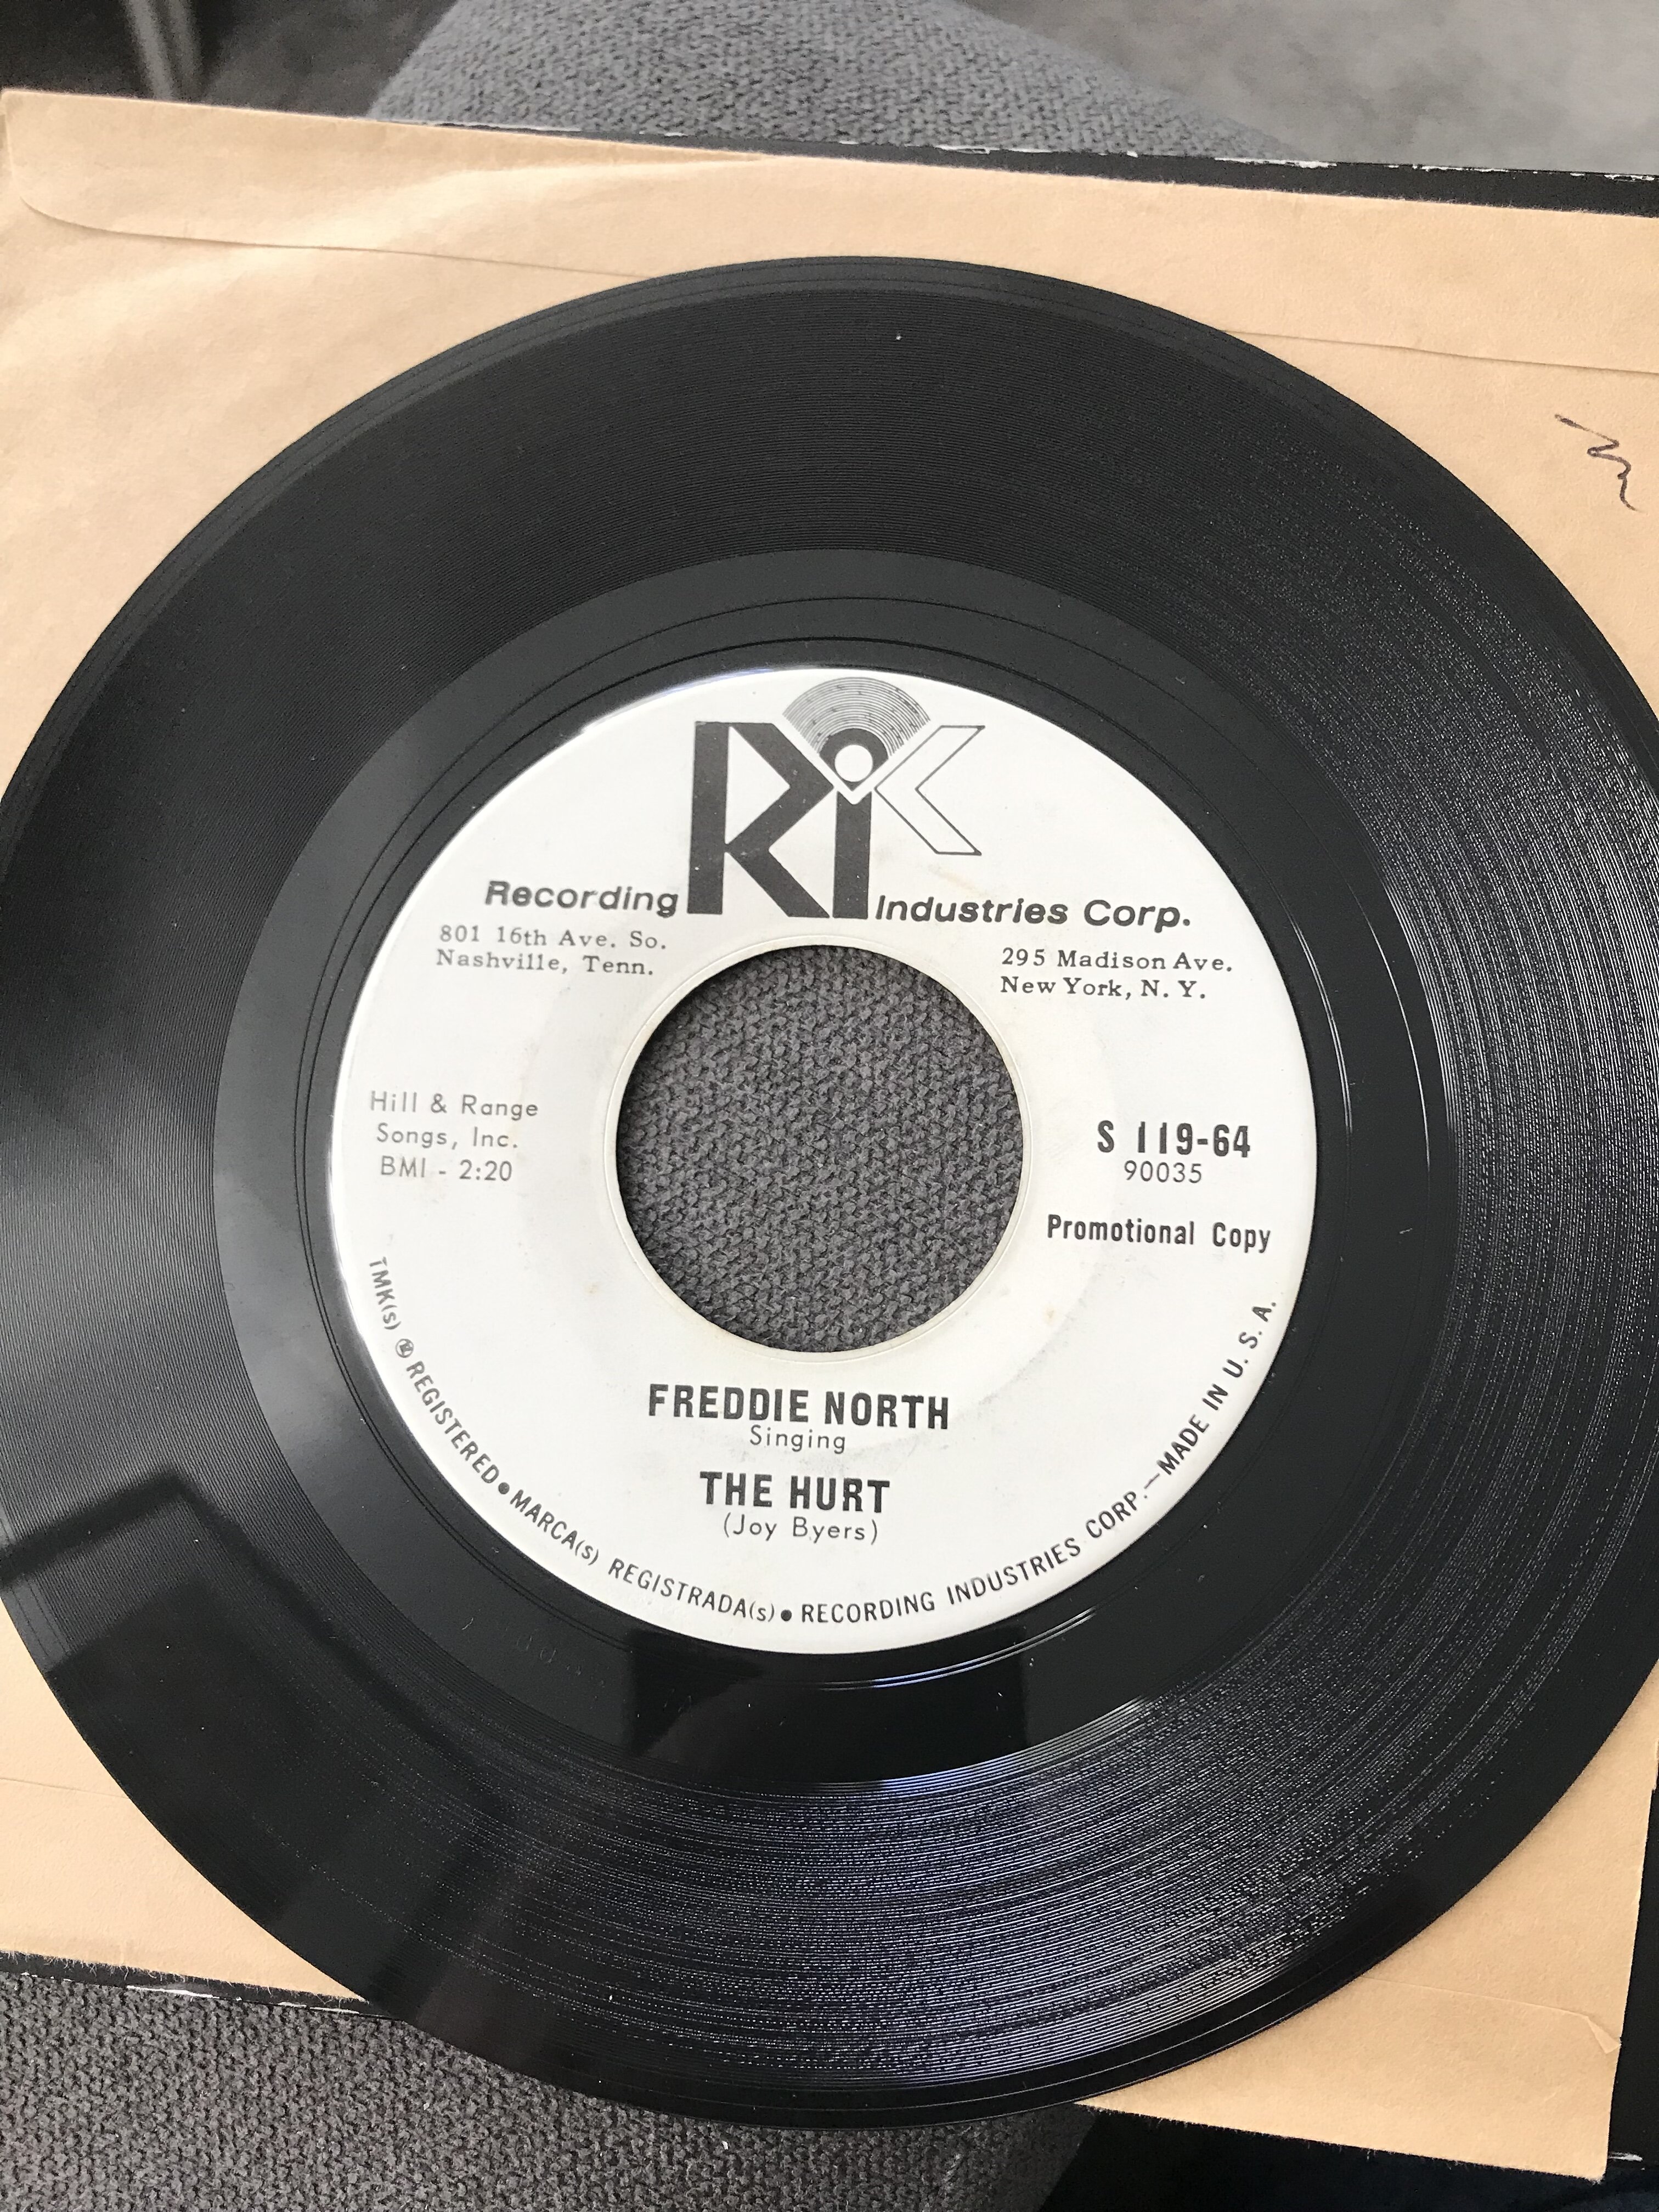 RIC
Recording Industries Corp.
801 16th Ave. So.
Nashville, Tenn.
295 Madison Ave.
New York, N. Y.
Hill & Range
Songs, Inc.
BMI - 2:20
S 119-64
90035
Promotional Copy
FREDDIE NORTH
Singing
THE HURT
(Joy Byers)
TMK(s) ® REGISTERED • MARCA(s) REGISTRADA(s) • RECORDING INDUSTRIES CORP.—MADE IN U. S. A.